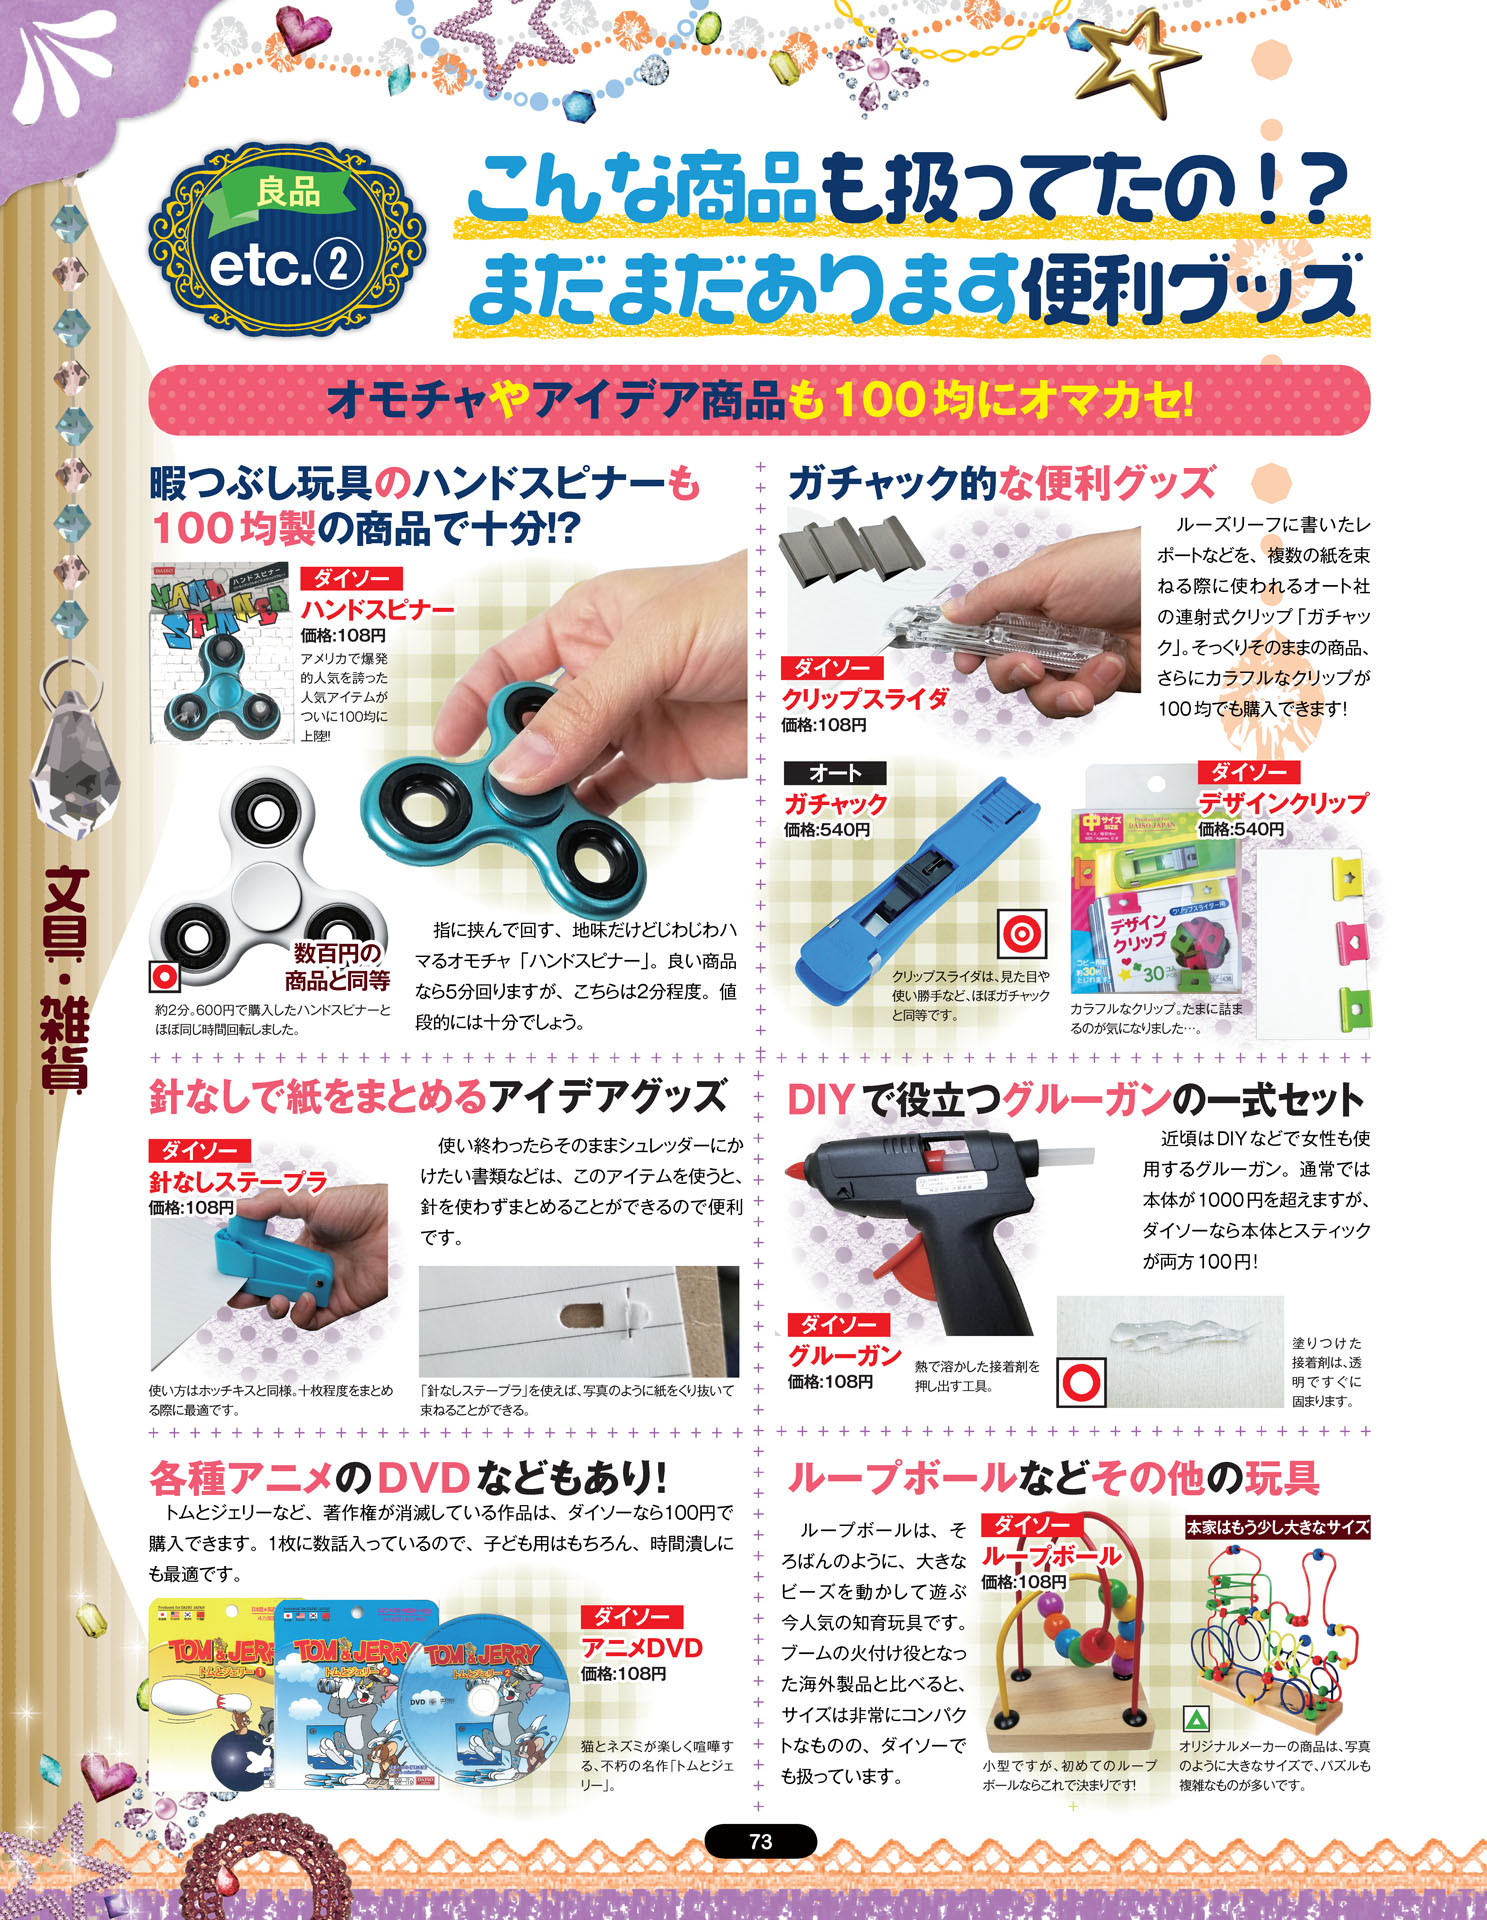 良品
etc.②
こんな商品も扱ってたの！？
まだまだあります便利グッズ
オモチャやアイデア商品も100均にオマカセ！
文具・雑貨
暇つぶし玩具のハンドスピナーも
100均製の商品で十分!?
DAISO
ハンドスピナー
HAND SPINNER
ダイソー
ハンドスピナー
価格:108円
アメリカで爆発
的人気を誇った
人気アイテムが
ついに100均に
上陸!!
数百円の
商品と同等
約2分。600円で購入したハンドスピナーと
ほぼ同じ時間回転しました。
指に挟んで回す、地味だけどじわじわハ
マるオモチャ「ハンドスピナー」。良い商品
なら5分回りますが、こちらは2分程度。値
段的には十分でしょう。
ガチャック的な便利グッズ
ダイソー
クリップスライダ
価格:108円
ルーズリーフに書いたレ
ポートなどを、複数の紙を束
ねる際に使われるオート社
の連射式クリップ「ガチャッ
ク」。そっくりそのままの商品、
さらにカラフルなクリップが
100均でも購入できます！
オート
ガチャック
価格:540円
クリップスライダは、見た目や
使い勝手など、ほぼガチャック
と同等です。
ダイソー
デザインクリップ
価格:540円
中サイズ
Produced for
DAISO JAPAN
クリップスライダー用
デザイン
クリップ
30コ入
カラフルなクリップ。たまに詰ま
るのが気になりました…。
針なしで紙をまとめるアイデアグッズ
ダイソー
針なしステープラ
価格:108円
使い終わったらそのままシュレッダーにか
けたい書類などは、このアイテムを使うと、
針を使わずまとめることができるので便利
です。
使い方はホッチキスと同様。十枚程度をまとめ
る際に最適です。
「針なしステープラ」を使えば、写真のように紙をくり抜いて
束ねることができる。
DIYで役立つグルーガンの一式セット
近頃はDIYなどで女性も使
用するグルーガン。通常では
本体が1000円を超えますが、
ダイソーなら本体とスティック
が両方100円！
ダイソー
グルーガン
価格:108円
熱で溶かした接着剤を
押し出す工具。
塗りつけた
接着剤は、透
明ですぐに
固まります。
各種アニメのDVDなどもあり！
トムとジェリーなど、著作権が消滅している作品は、ダイソーなら100円で
購入できます。1枚に数話入っているので、子ども用はもちろん、時間潰しに
も最適です。
TOM & JERRY
トムとジェリー 1
TOM & JERRY
トムとジェリー 2
TOM & JERRY
トムとジェリー 2
DVD
DAISO
ダイソー
アニメDVD
価格:108円
猫とネズミが楽しく喧嘩す
る、不朽の名作「トムとジェ
リー」。
ループボールなどその他の玩具
ループボールは、そ
ろばんのように、大きな
ビーズを動かして遊ぶ
今人気の知育玩具です。
ブームの火付け役となっ
た海外製品と比べると、
サイズは非常にコンパク
トなものの、ダイソーで
も扱っています。
ダイソー
ループボール
価格:108円
小型ですが、初めてのループ
ボールならこれで決まりです！
本家はもう少し大きなサイズ
オリジナルメーカーの商品は、写真
のように大きなサイズで、パズルも
複雑なものが多いです。
73